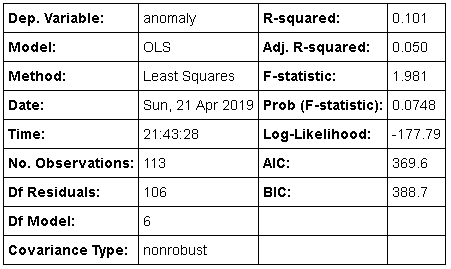 Dep. Variable: anomaly R-squared: 0.101
Model: OLS Adj. R-squared: 0.050
Method: Least Squares F-statistic: 1.981
Date: Sun, 21 Apr 2019 Prob (F-statistic): 0.0748
Time: 21:43:28 Log-Likelihood: -177.79
No. Observations: 113 AIC: 369.6
Df Residuals: 106 BIC: 388.7
Df Model: 6
Covariance Type: nonrobust